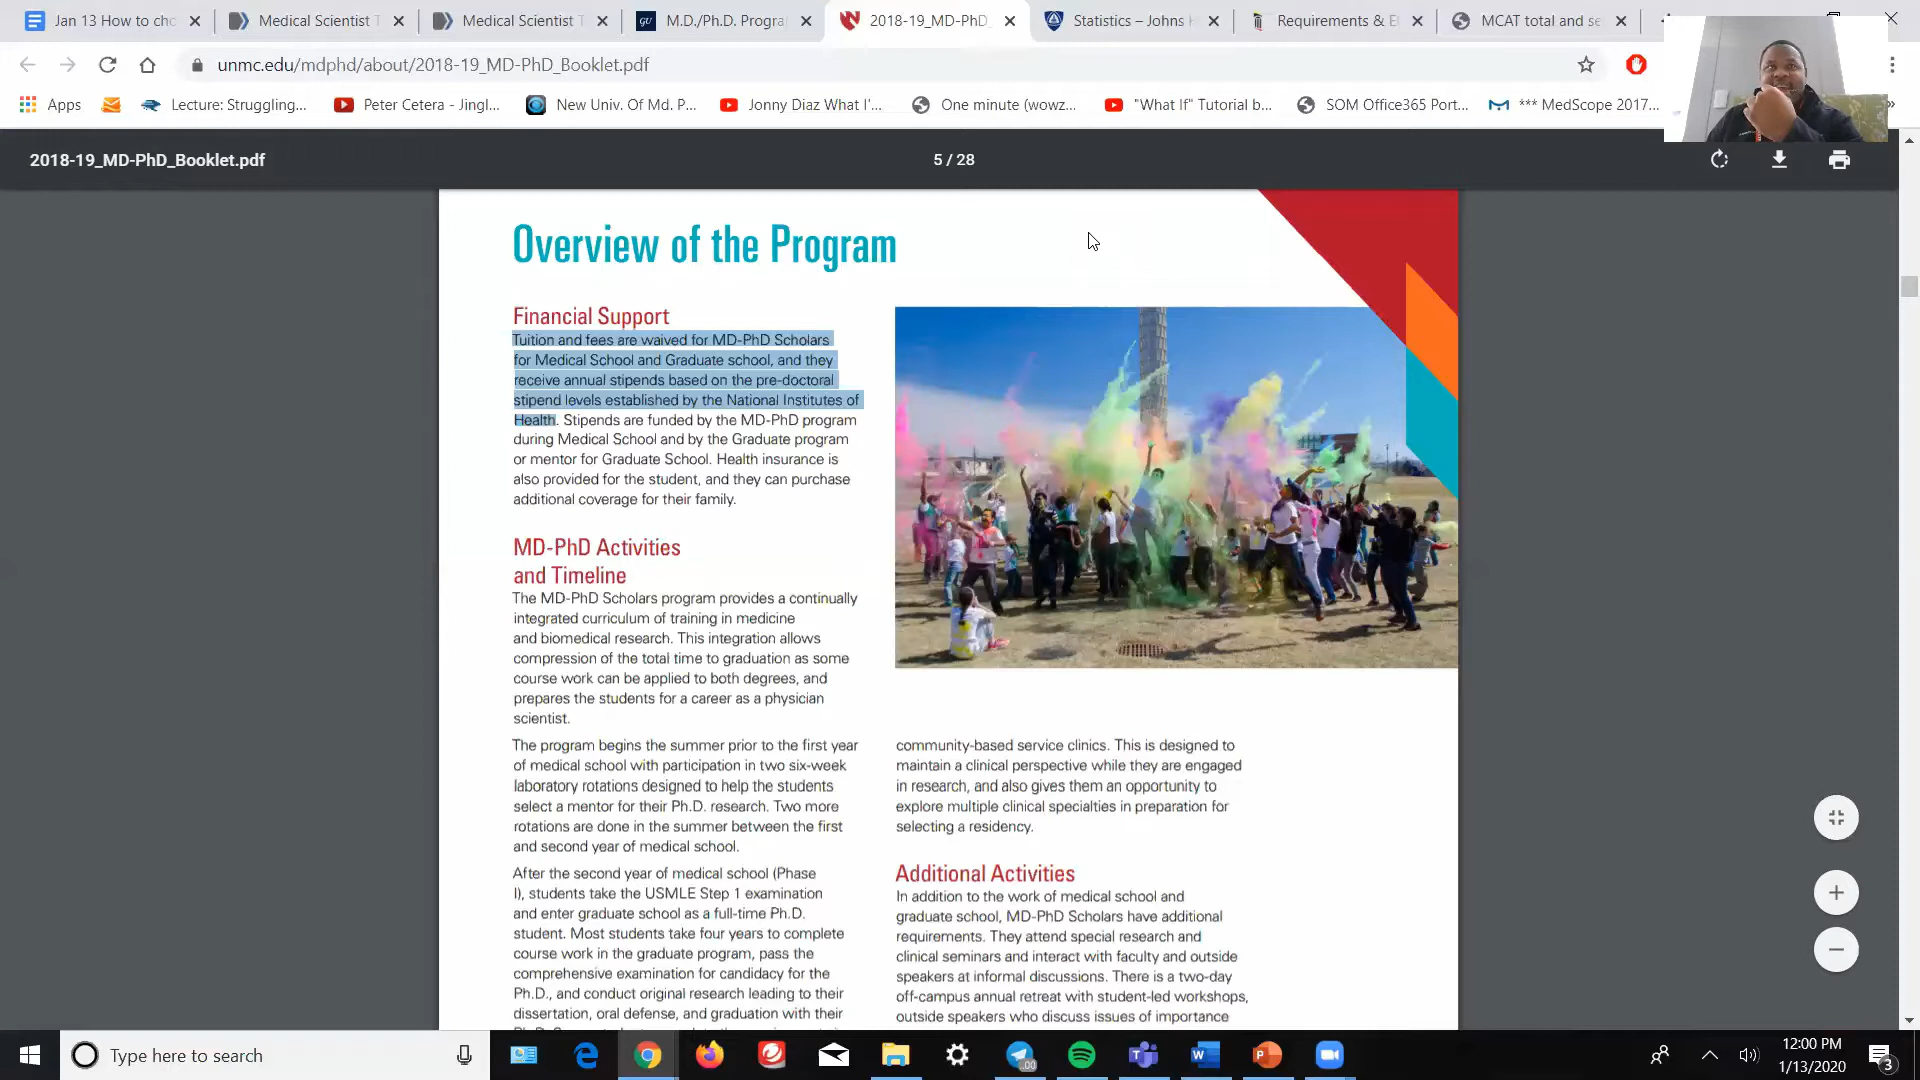 Jan 13 How to cho
Medical Scientist T
Medical Scientist T
GU
M.D./Ph.D. Progra
2018-19_MD-PhD_
Statistics – Johns H
Requirements & E
MCAT total and se
unmc.edu/mdphd/about/2018-19_MD-PhD_Booklet.pdf
Apps
Lecture: Struggling...
Peter Cetera - Jingl...
New Univ. Of Md. P...
Jonny Diaz What I'...
One minute (wowz...
"What If" Tutorial b...
SOM Office365 Port...
*** MedScope 2017...
2018-19_MD-PhD_Booklet.pdf
5 / 28
Overview of the Program
Financial Support
Tuition and fees are waived for MD-PhD Scholars
for Medical School and Graduate school, and they
receive annual stipends based on the pre-doctoral
stipend levels established by the National Institutes of
Health. Stipends are funded by the MD-PhD program
during Medical School and by the Graduate program
or mentor for Graduate School. Health insurance is
also provided for the student, and they can purchase
additional coverage for their family.
MD-PhD Activities
and Timeline
The MD-PhD Scholars program provides a continually
integrated curriculum of training in medicine
and biomedical research. This integration allows
compression of the total time to graduation as some
course work can be applied to both degrees, and
prepares the students for a career as a physician
scientist.
The program begins the summer prior to the first year
of medical school with participation in two six-week
laboratory rotations designed to help the students
select a mentor for their Ph.D. research. Two more
rotations are done in the summer between the first
and second year of medical school.
After the second year of medical school (Phase
I), students take the USMLE Step 1 examination
and enter graduate school as a full-time Ph.D.
student. Most students take four years to complete
course work in the graduate program, pass the
comprehensive examination for candidacy for the
Ph.D., and conduct original research leading to their
dissertation, oral defense, and graduation with their
community-based service clinics. This is designed to
maintain a clinical perspective while they are engaged
in research, and also gives them an opportunity to
explore multiple clinical specialties in preparation for
selecting a residency.
Additional Activities
In addition to the work of medical school and
graduate school, MD-PhD Scholars have additional
requirements. They attend special research and
clinical seminars and interact with faculty and outside
speakers at informal discussions. There is a two-day
off-campus annual retreat with student-led workshops,
outside speakers who discuss issues of importance
Type here to search
12:00 PM
1/13/2020
3